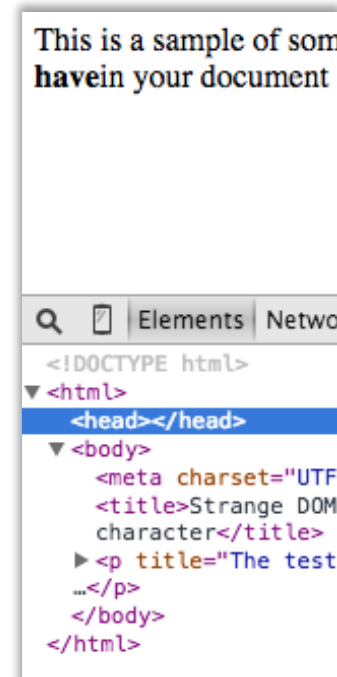 This is a sample of som
havein your document
Elements Netwo
<!DOCTYPE html>
▼<html>
<head></head>
▼<body>
<meta charset="UTF
<title>Strange DOM
character</title>
▶<p title="The test
…</p>
</body>
</html>